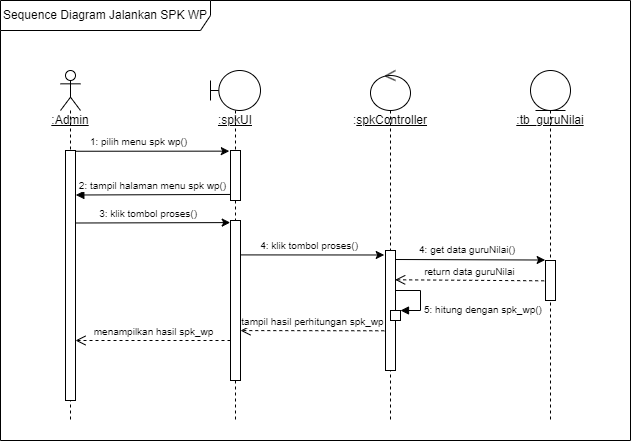 Sequence Diagram Jalankan SPK WP
:Admin
:spkUI
:spkController
:tb_guruNilai
1: pilih menu spk wp()
2: tampil halaman menu spk wp()
3: klik tombol proses()
4: klik tombol proses()
4: get data guruNilai()
return data guruNilai
5: hitung dengan spk_wp()
tampil hasil perhitungan spk_wp
menampilkan hasil spk_wp